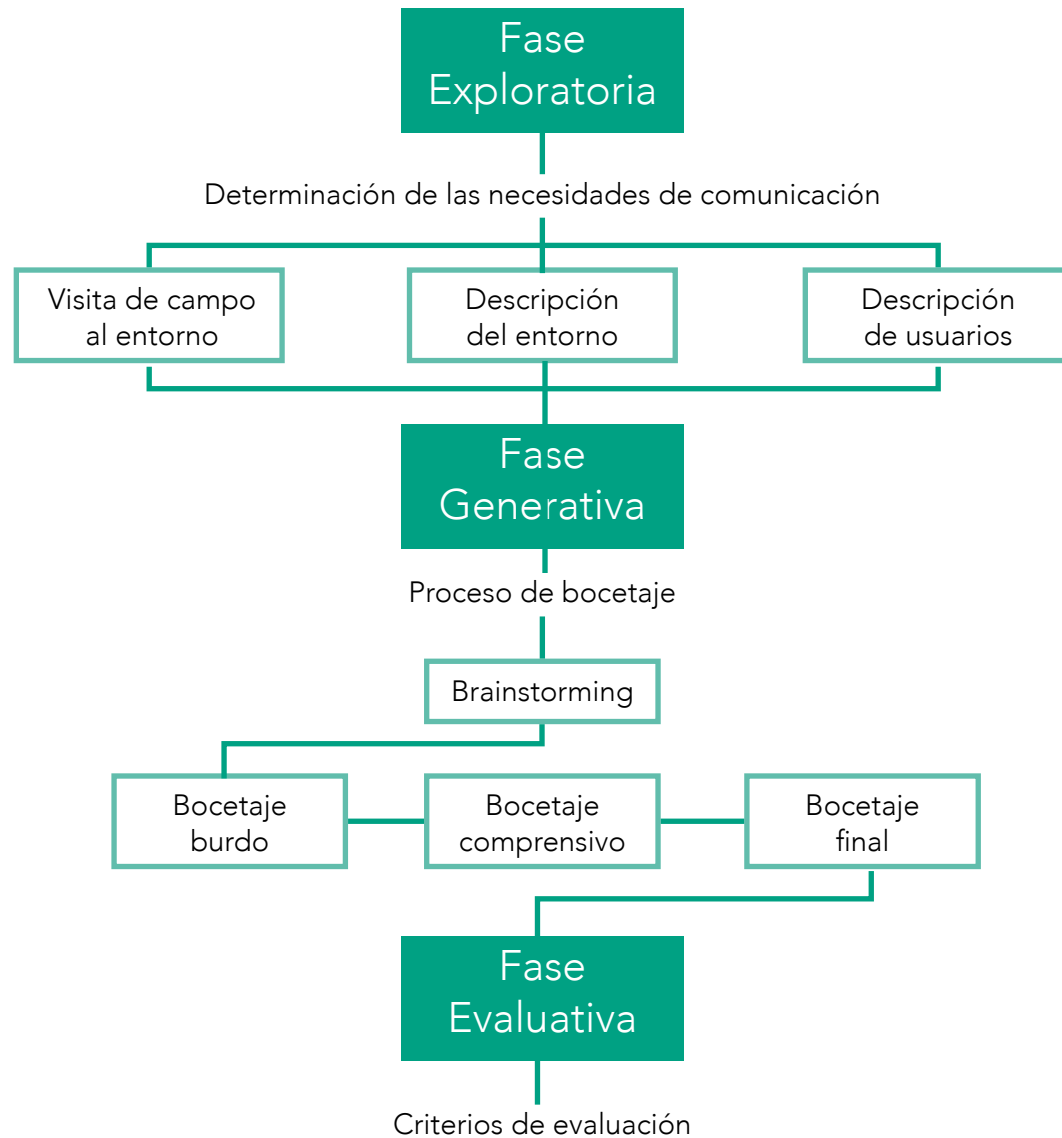 Fase
Exploratoria
Determinación de las necesidades de comunicación
Visita de campo
al entorno
Descripción
del entorno
Descripción
de usuarios
Fase
Generativa
Proceso de bocetaje
Brainstorming
Bocetaje
burdo
Bocetaje
comprensivo
Bocetaje
final
Fase
Evaluativa
Criterios de evaluación